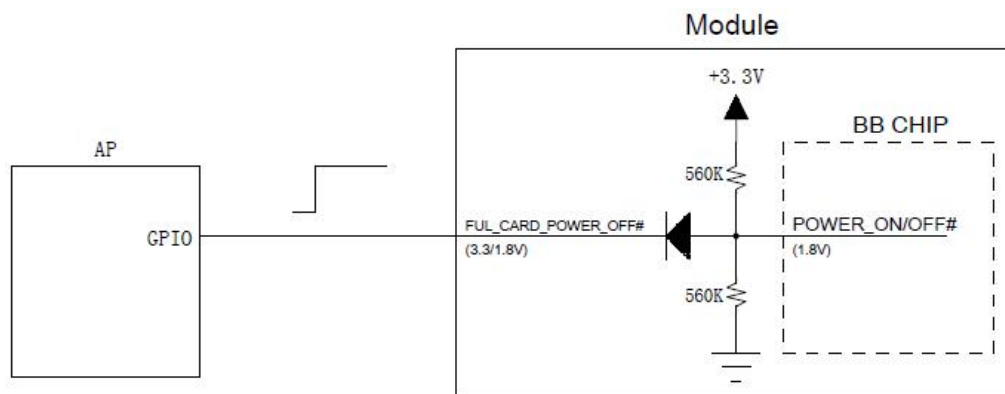 Module
+3.3V
BB CHIP
AP
560K
GPIO
FUL_CARD_POWER_OFF#
POWER_ON/OFF#
(3.3/1.8V)
(1.8V)
560K